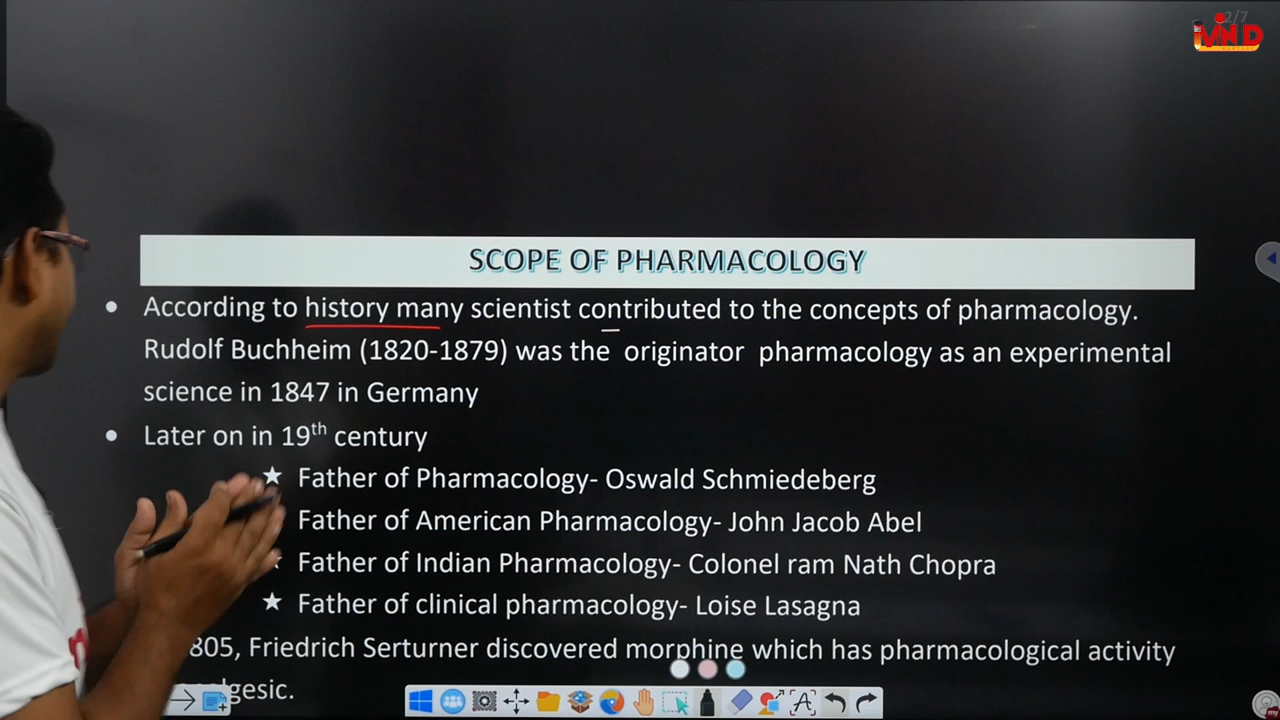 2/7
SCOPE OF PHARMACOLOGY
• According to history many scientist contributed to the concepts of pharmacology.
Rudolf Buchheim (1820-1879) was the originator pharmacology as an experimental
science in 1847 in Germany
• Later on in 19th century
★ Father of Pharmacology- Oswald Schmiedeberg
Father of American Pharmacology- John Jacob Abel
Father of Indian Pharmacology- Colonel ram Nath Chopra
★ Father of clinical pharmacology- Loise Lasagna
805, Friedrich Serturner discovered morphine which has pharmacological activity
gesic.